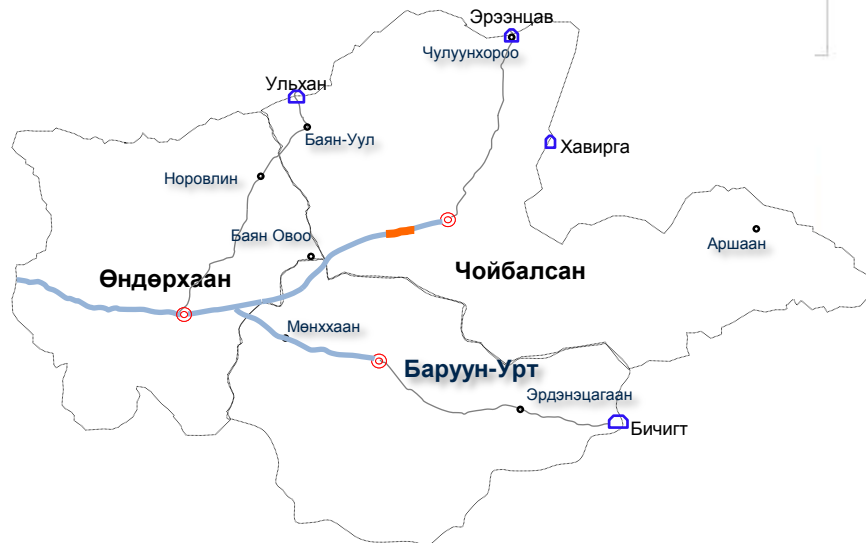 Эрээнцав
Чулуунхороо
Ульхан
Баян-Уул
Хавирга
Норовлин
Баян Овоо
Аршаан
Өндөрхаан
Чойбалсан
Мөнххаан
Баруун-Урт
Эрдэнэцагаан
Бичигт